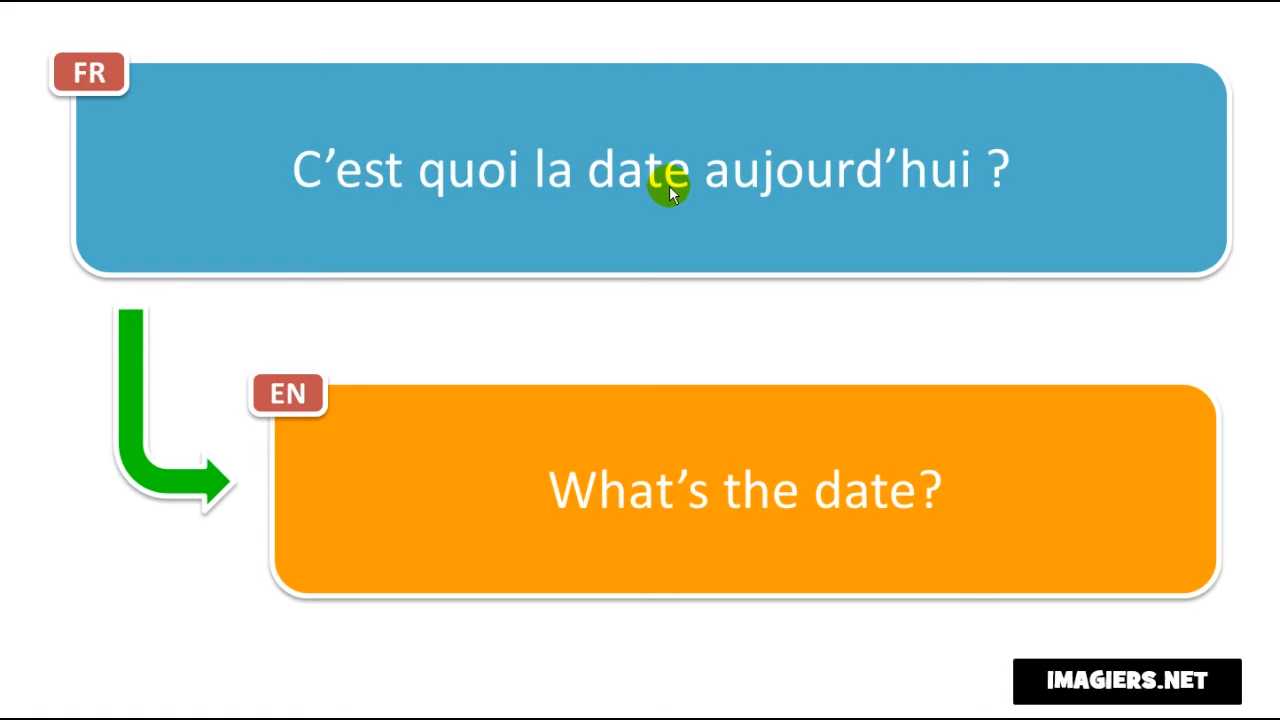 FR
C’est quoi la date aujourd’hui ?
EN
What’s the date?
IMAGIERS.NET